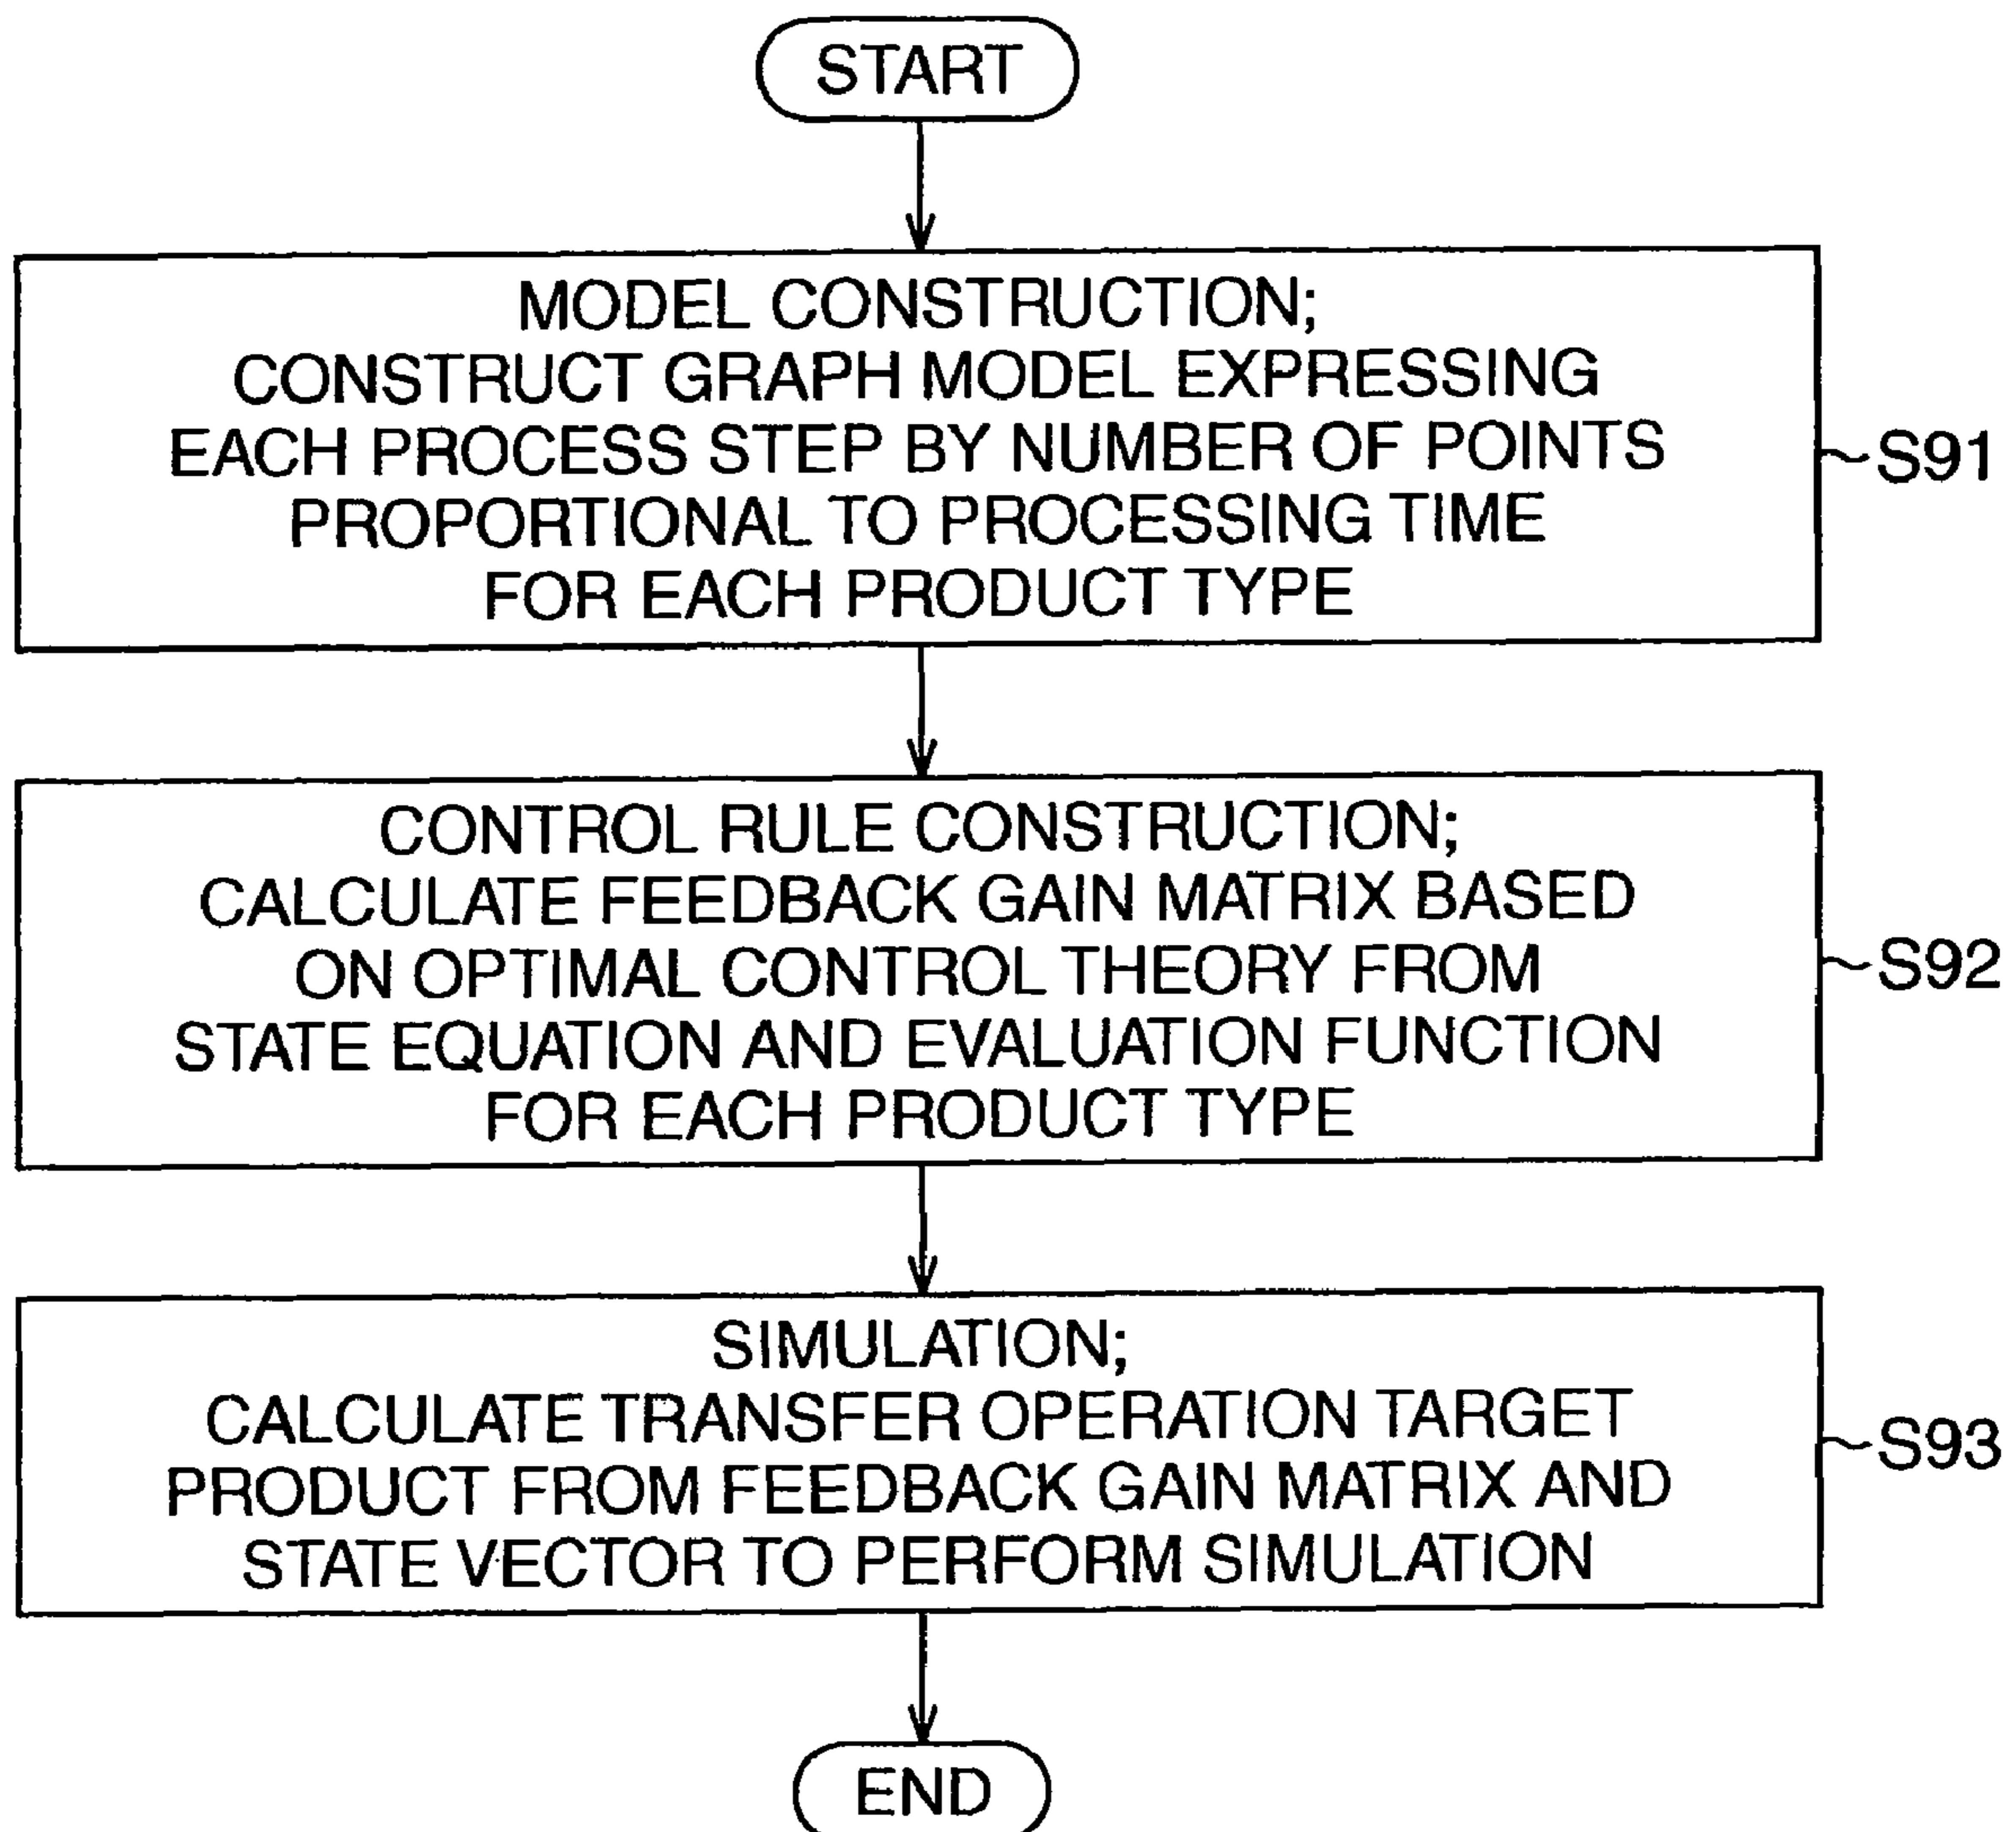 START
MODEL CONSTRUCTION;
CONSTRUCT GRAPH MODEL EXPRESSING
EACH PROCESS STEP BY NUMBER OF POINTS
PROPORTIONAL TO PROCESSING TIME
FOR EACH PRODUCT TYPE
S91
CONTROL RULE CONSTRUCTION;
CALCULATE FEEDBACK GAIN MATRIX BASED
ON OPTIMAL CONTROL THEORY FROM
STATE EQUATION AND EVALUATION FUNCTION
FOR EACH PRODUCT TYPE
S92
SIMULATION;
CALCULATE TRANSFER OPERATION TARGET
PRODUCT FROM FEEDBACK GAIN MATRIX AND
STATE VECTOR TO PERFORM SIMULATION
S93
END